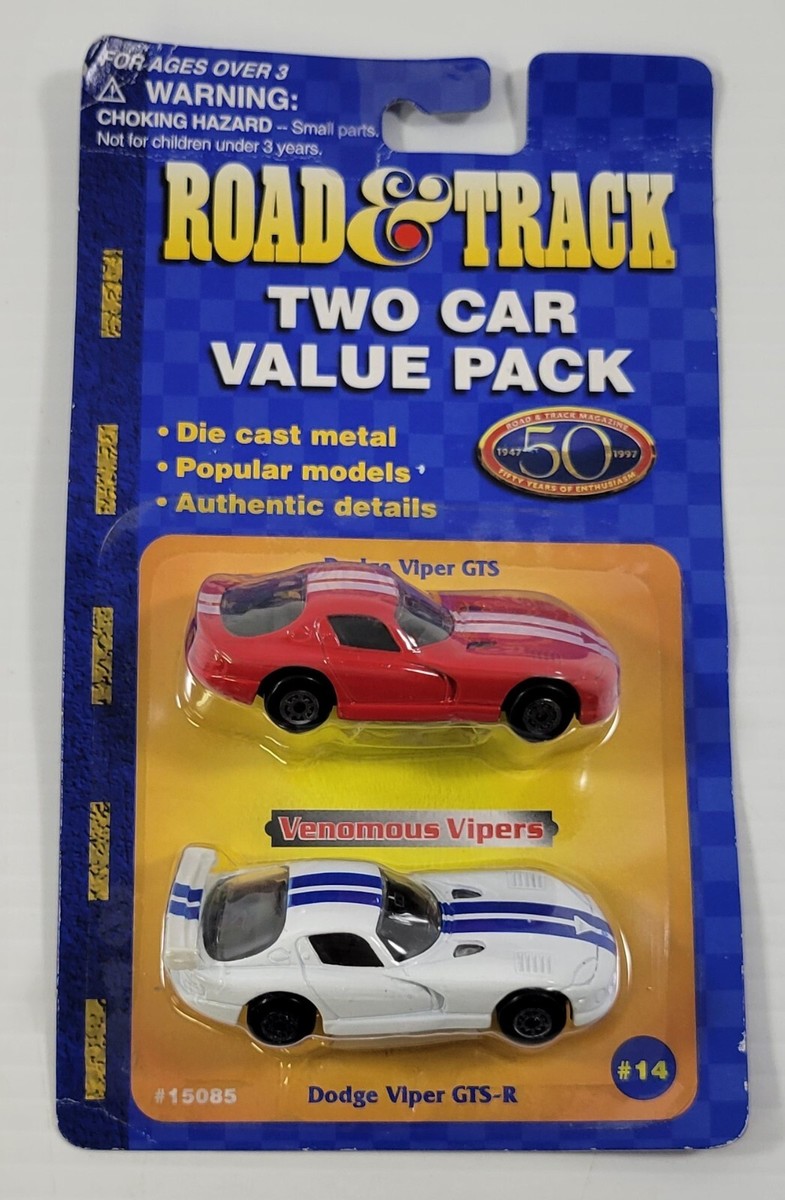 FOR AGES OVER 3
WARNING:
CHOKING HAZARD -- Small parts.
Not for children under 3 years.
ROAD & TRACK
TWO CAR
VALUE PACK
• Die cast metal
• Popular models
• Authentic details
ROAD & TRACK MAGAZINE
1947 50 1997
FIFTY YEARS OF ENTHUSIASM
Dodge Viper GTS
Venomous Vipers
#14
#15085
Dodge Viper GTS-R